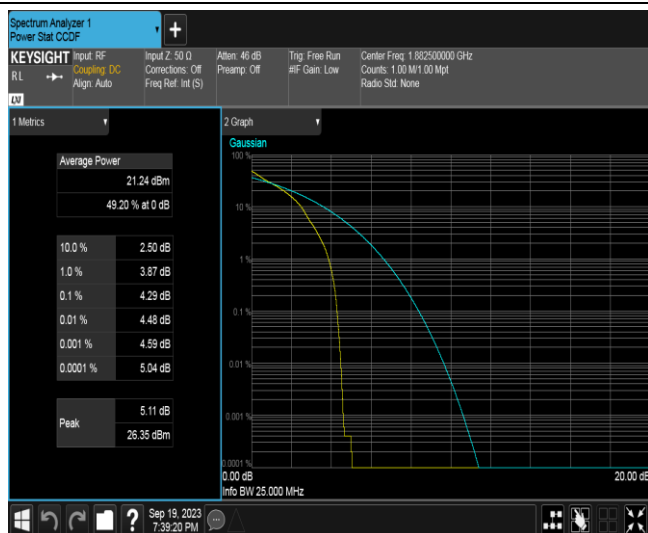 Spectrum Analyzer 1
Power Stat CCDF
+
KEYSIGHT Input: RF Input Z: 50 Ω Atten: 46 dB Trig: Free Run Center Freq: 1.882500000 GHz
RL Coupling: DC Corrections: Off Preamp: Off #IF Gain: Low Counts: 1.00 M/1.00 Mpt
Align: Auto Freq Ref: Int (S) Radio Std: None
LXI
1 Metrics
Average Power
21.24 dBm
49.20 % at 0 dB
10.0 % 2.50 dB
1.0 % 3.87 dB
0.1 % 4.29 dB
0.01 % 4.48 dB
0.001 % 4.59 dB
0.0001 % 5.04 dB
Peak 5.11 dB
26.35 dBm
2 Graph
Gaussian
100 %
10 %
1 %
0.1 %
0.01 %
0.001 %
0.0001 %
0.00 dB 20.00 dB
Info BW 25.000 MHz
? Sep 19, 2023
7:39:20 PM